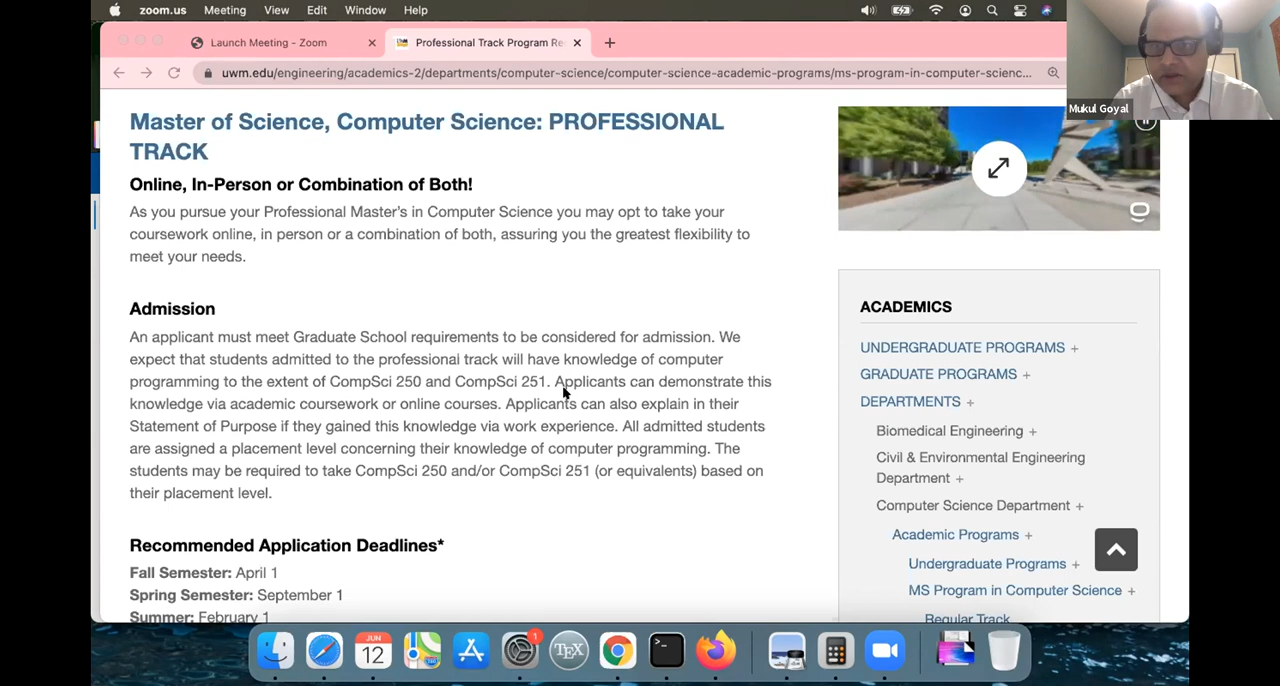 zoom.us Meeting View Edit Window Help
Launch Meeting - Zoom
Professional Track Program Re
uwm.edu/engineering/academics-2/departments/computer-science/computer-science-academic-programs/ms-program-in-computer-scienc...
Mukul Goyal
Master of Science, Computer Science: PROFESSIONAL
TRACK
Online, In-Person or Combination of Both!
As you pursue your Professional Master's in Computer Science you may opt to take your
coursework online, in person or a combination of both, assuring you the greatest flexibility to
meet your needs.
Admission
An applicant must meet Graduate School requirements to be considered for admission. We
expect that students admitted to the professional track will have knowledge of computer
programming to the extent of CompSci 250 and CompSci 251. Applicants can demonstrate this
knowledge via academic coursework or online courses. Applicants can also explain in their
Statement of Purpose if they gained this knowledge via work experience. All admitted students
are assigned a placement level concerning their knowledge of computer programming. The
students may be required to take CompSci 250 and/or CompSci 251 (or equivalents) based on
their placement level.
Recommended Application Deadlines*
Fall Semester: April 1
Spring Semester: September 1
Summer: February 1
ACADEMICS
UNDERGRADUATE PROGRAMS +
GRADUATE PROGRAMS +
DEPARTMENTS +
Biomedical Engineering +
Civil & Environmental Engineering
Department +
Computer Science Department +
Academic Programs +
Undergraduate Programs +
MS Program in Computer Science +
Regular Track
JUN
12
1
TEX